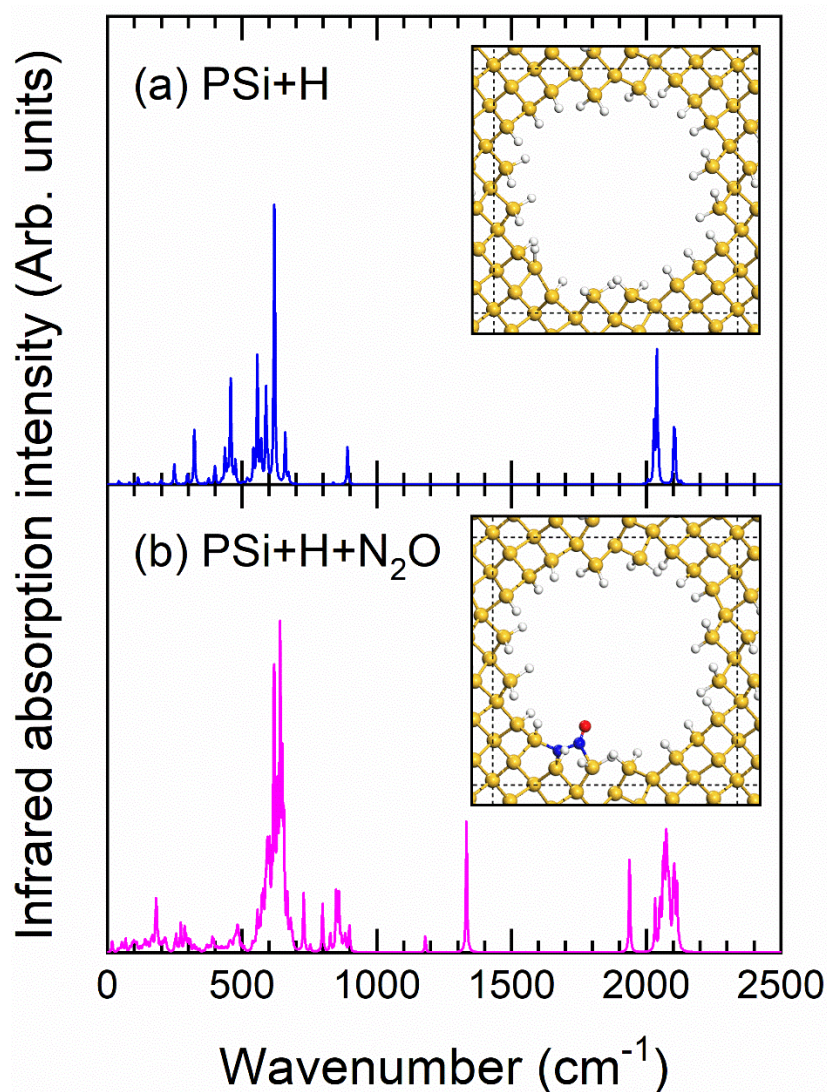 Infrared absorption intensity (Arb. units)
(a) PSi+H
(b) PSi+H+N₂O
0 500 1000 1500 2000 2500
Wavenumber (cm⁻¹)